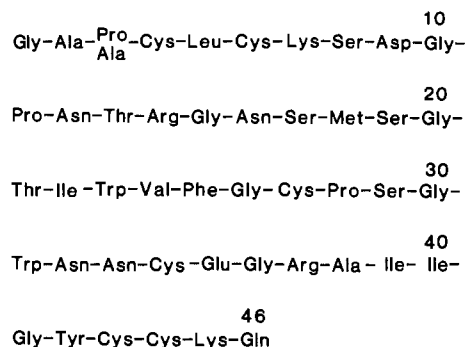 10
Gly-Ala-Pro-Cys-Leu-Cys-Lys-Ser-Asp-Gly-
Ala
20
Pro-Asn-Thr-Arg-Gly-Asn-Ser-Met-Ser-Gly-
30
Thr-Ile-Trp-Val-Phe-Gly-Cys-Pro-Ser-Gly-
40
Trp-Asn-Asn-Cys-Glu-Gly-Arg-Ala-Ile-Ile-
46
Gly-Tyr-Cys-Cys-Lys-Gln